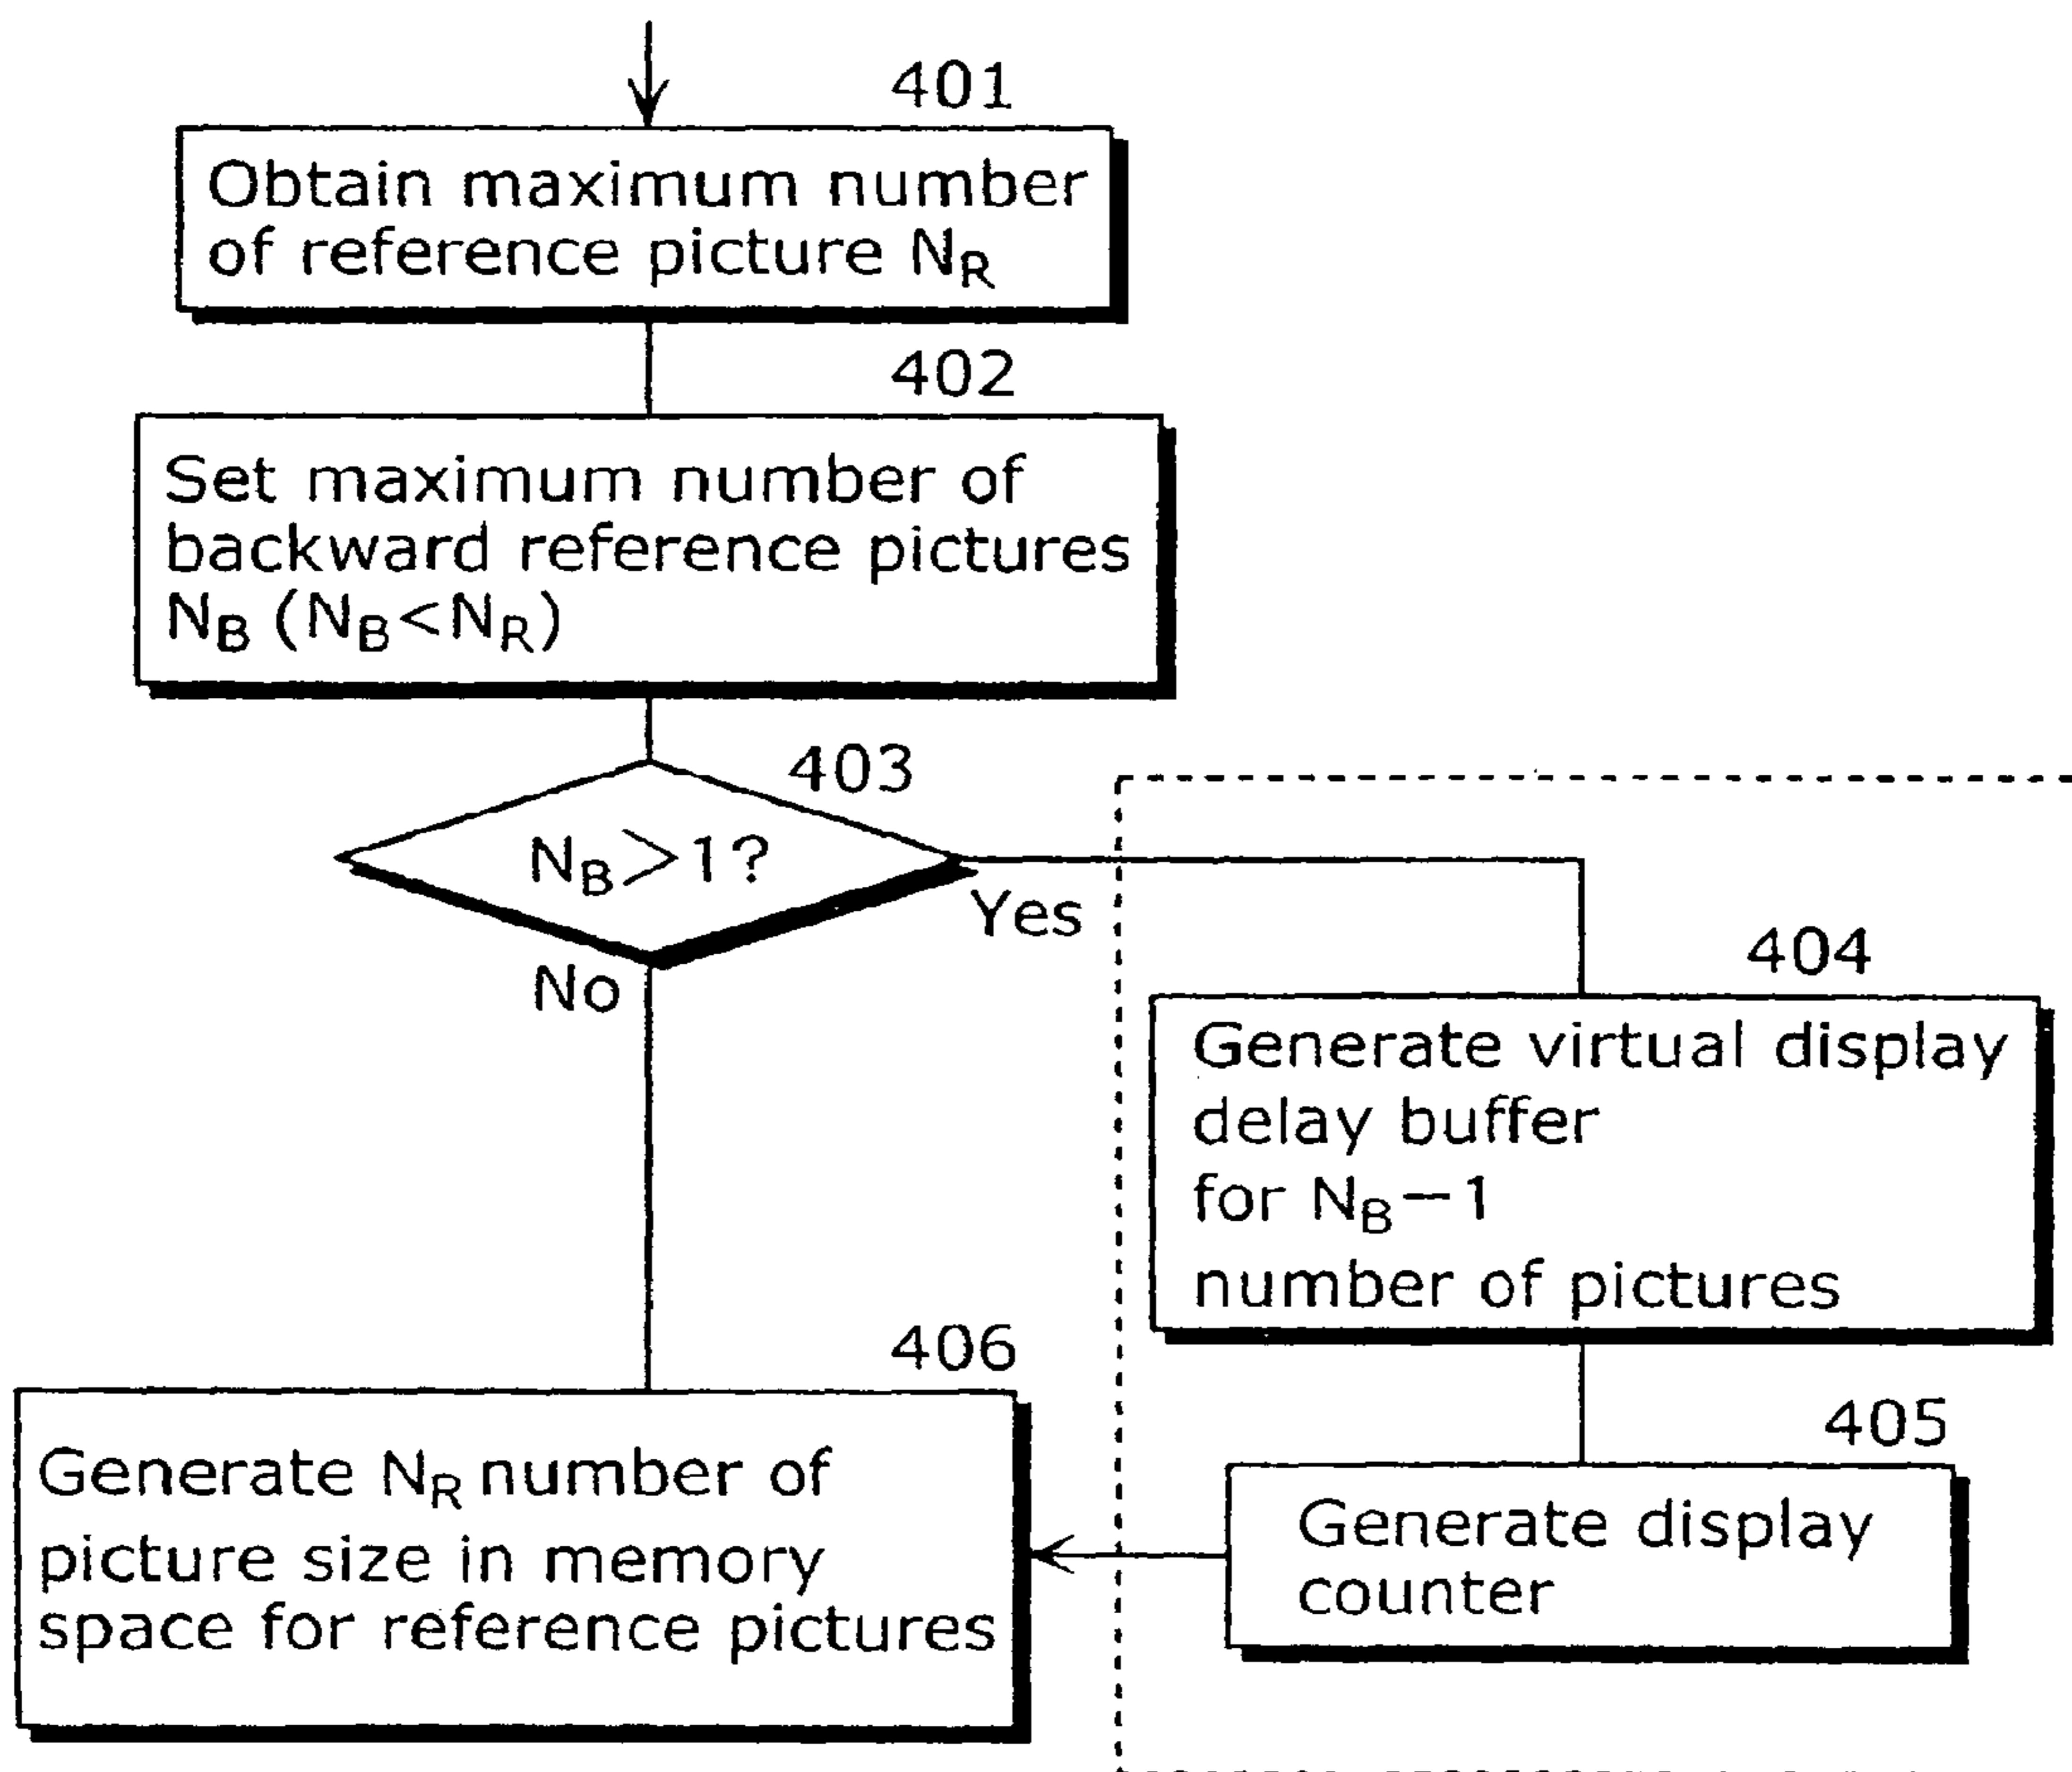 401
Obtain maximum number
of reference picture NR
402
Set maximum number of
backward reference pictures
NB (NB<NR)
403
NB>1?
Yes
No
404
Generate virtual display
delay buffer
for NB−1
number of pictures
405
Generate display
counter
406
Generate NR number of
picture size in memory
space for reference pictures